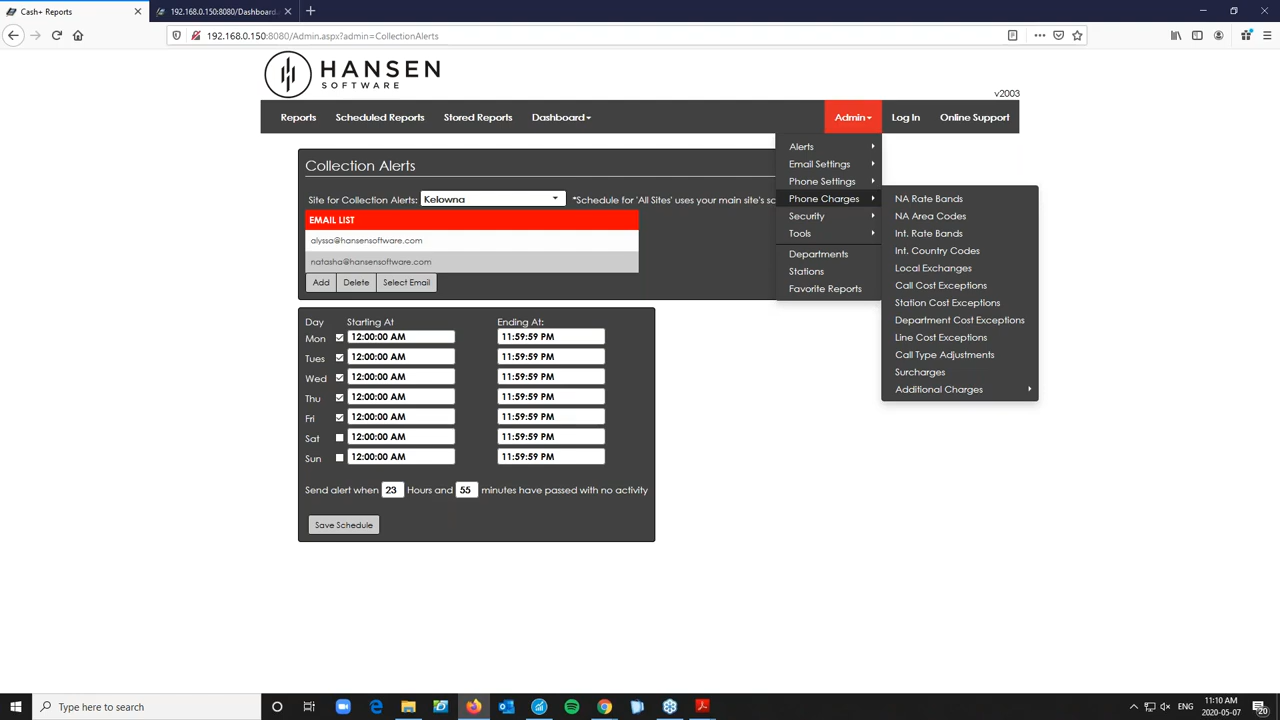 Cash+ Reports
192.168.0.150:8080/Dashboard.
192.168.0.150:8080/Admin.aspx?admin=CollectionAlerts
HANSEN
SOFTWARE
v2003
Reports Scheduled Reports Stored Reports Dashboard Admin Log In Online Support
Collection Alerts
Site for Collection Alerts: Kelowna *Schedule for 'All Sites' uses your main site's sc
EMAIL LIST
alyssa@hansensoftware.com
natasha@hansensoftware.com
Add Delete Select Email
Alerts
Email Settings
Phone Settings
Phone Charges
Security
Tools
Departments
Stations
Favorite Reports
NA Rate Bands
NA Area Codes
Int. Rate Bands
Int. Country Codes
Local Exchanges
Call Cost Exceptions
Station Cost Exceptions
Department Cost Exceptions
Line Cost Exceptions
Call Type Adjustments
Surcharges
Additional Charges
Day Starting At Ending At:
Mon 12:00:00 AM 11:59:59 PM
Tues 12:00:00 AM 11:59:59 PM
Wed 12:00:00 AM 11:59:59 PM
Thu 12:00:00 AM 11:59:59 PM
Fri 12:00:00 AM 11:59:59 PM
Sat 12:00:00 AM 11:59:59 PM
Sun 12:00:00 AM 11:59:59 PM
Send alert when 23 Hours and 55 minutes have passed with no activity
Save Schedule
Type here to search
ENG
11:10 AM
2020-05-07
20